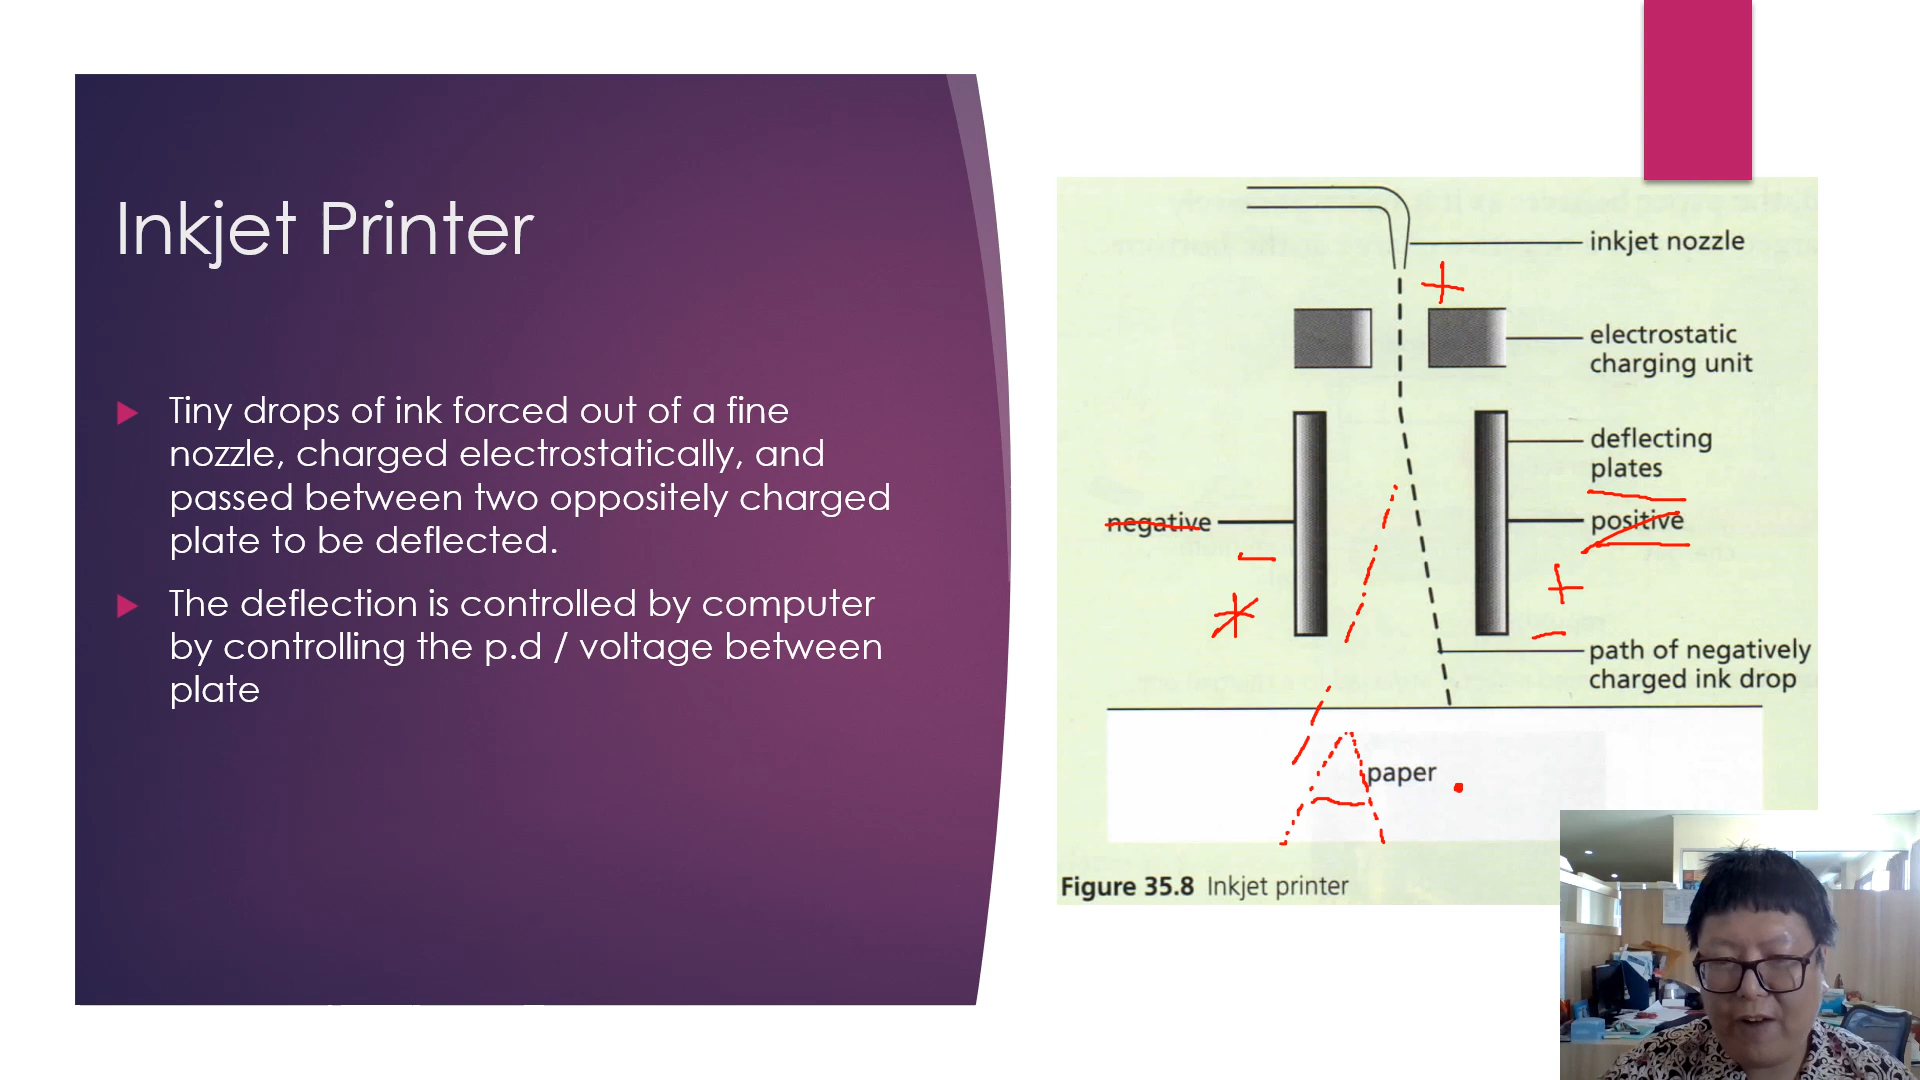 Inkjet Printer
Tiny drops of ink forced out of a fine
nozzle, charged electrostatically, and
passed between two oppositely charged
plate to be deflected.
The deflection is controlled by computer
by controlling the p.d / voltage between
plate
inkjet nozzle
+
electrostatic
charging unit
deflecting
plates
negative
positive
-
+
-
path of negatively
charged ink drop
A
paper
Figure 35.8 Inkjet printer